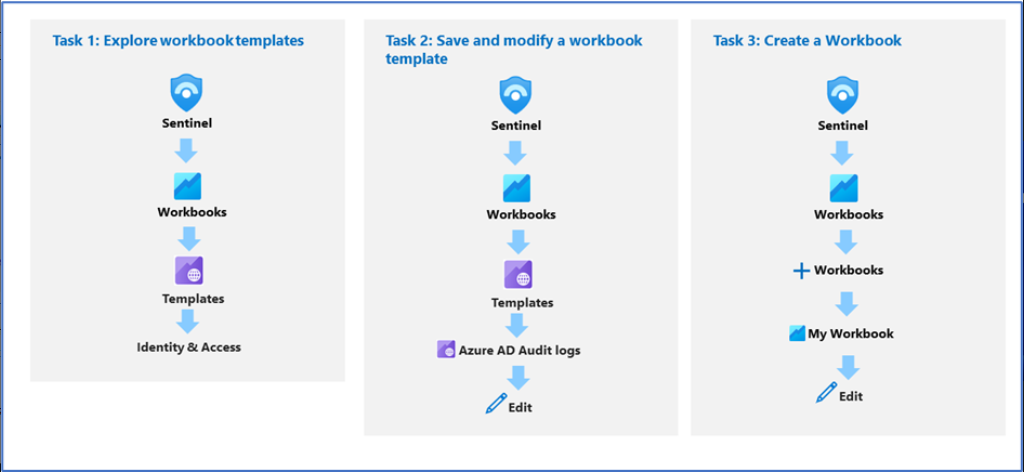 Task 1: Explore workbook templates
Sentinel
Workbooks
Templates
Identity & Access
Task 2: Save and modify a workbook
template
Sentinel
Workbooks
Templates
Azure AD Audit logs
Edit
Task 3: Create a Workbook
Sentinel
Workbooks
Workbooks
My Workbook
Edit